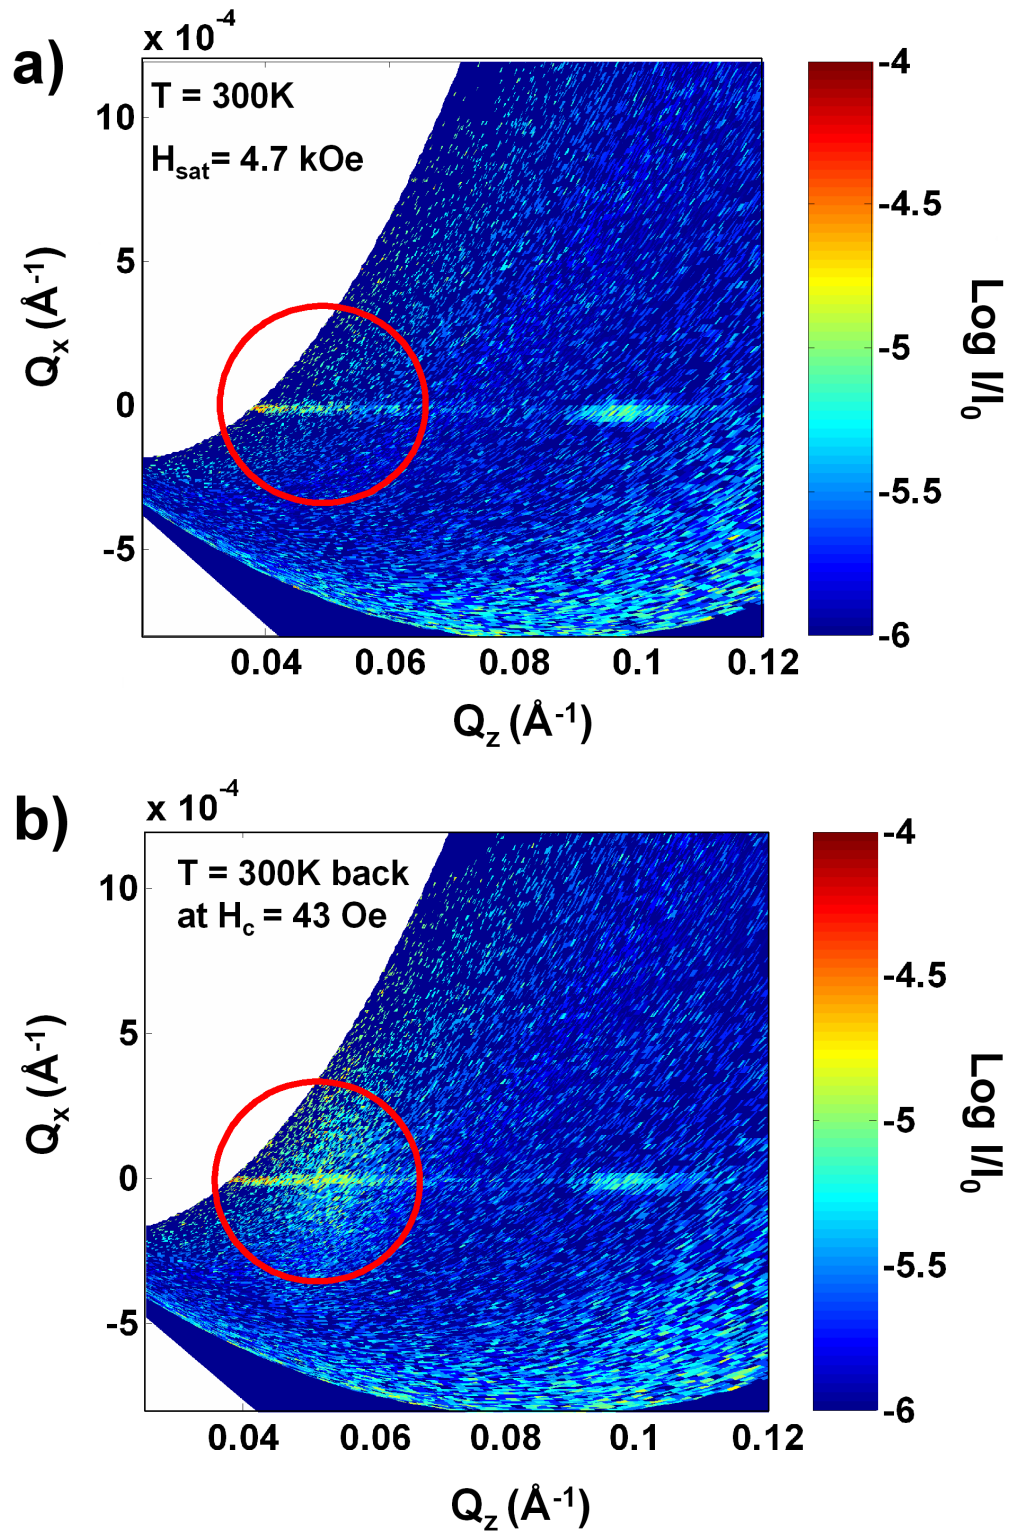 a)
x 10-4
T = 300K
Hsat= 4.7 kOe
10
5
0
-5
Qx (Å-1)
0.04 0.06 0.08 0.1 0.12
Qz (Å-1)
-4
-4.5
-5
-5.5
-6
Log I/I0
b)
x 10-4
T = 300K back
at Hc = 43 Oe
10
5
0
-5
Qx (Å-1)
0.04 0.06 0.08 0.1 0.12
Qz (Å-1)
-4
-4.5
-5
-5.5
-6
Log I/I0